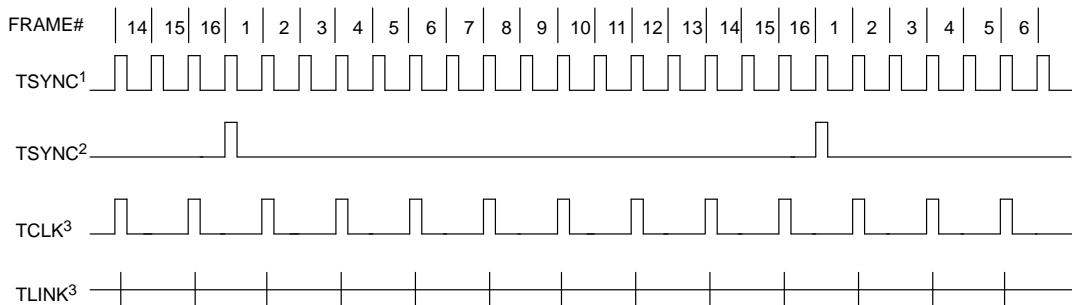 FRAME# 14 15 16 1 2 3 4 5 6 7 8 9 10 11 12 13 14 15 16 1 2 3 4 5 6
TSYNC¹
TSYNC²
TCLK³
TLINK³